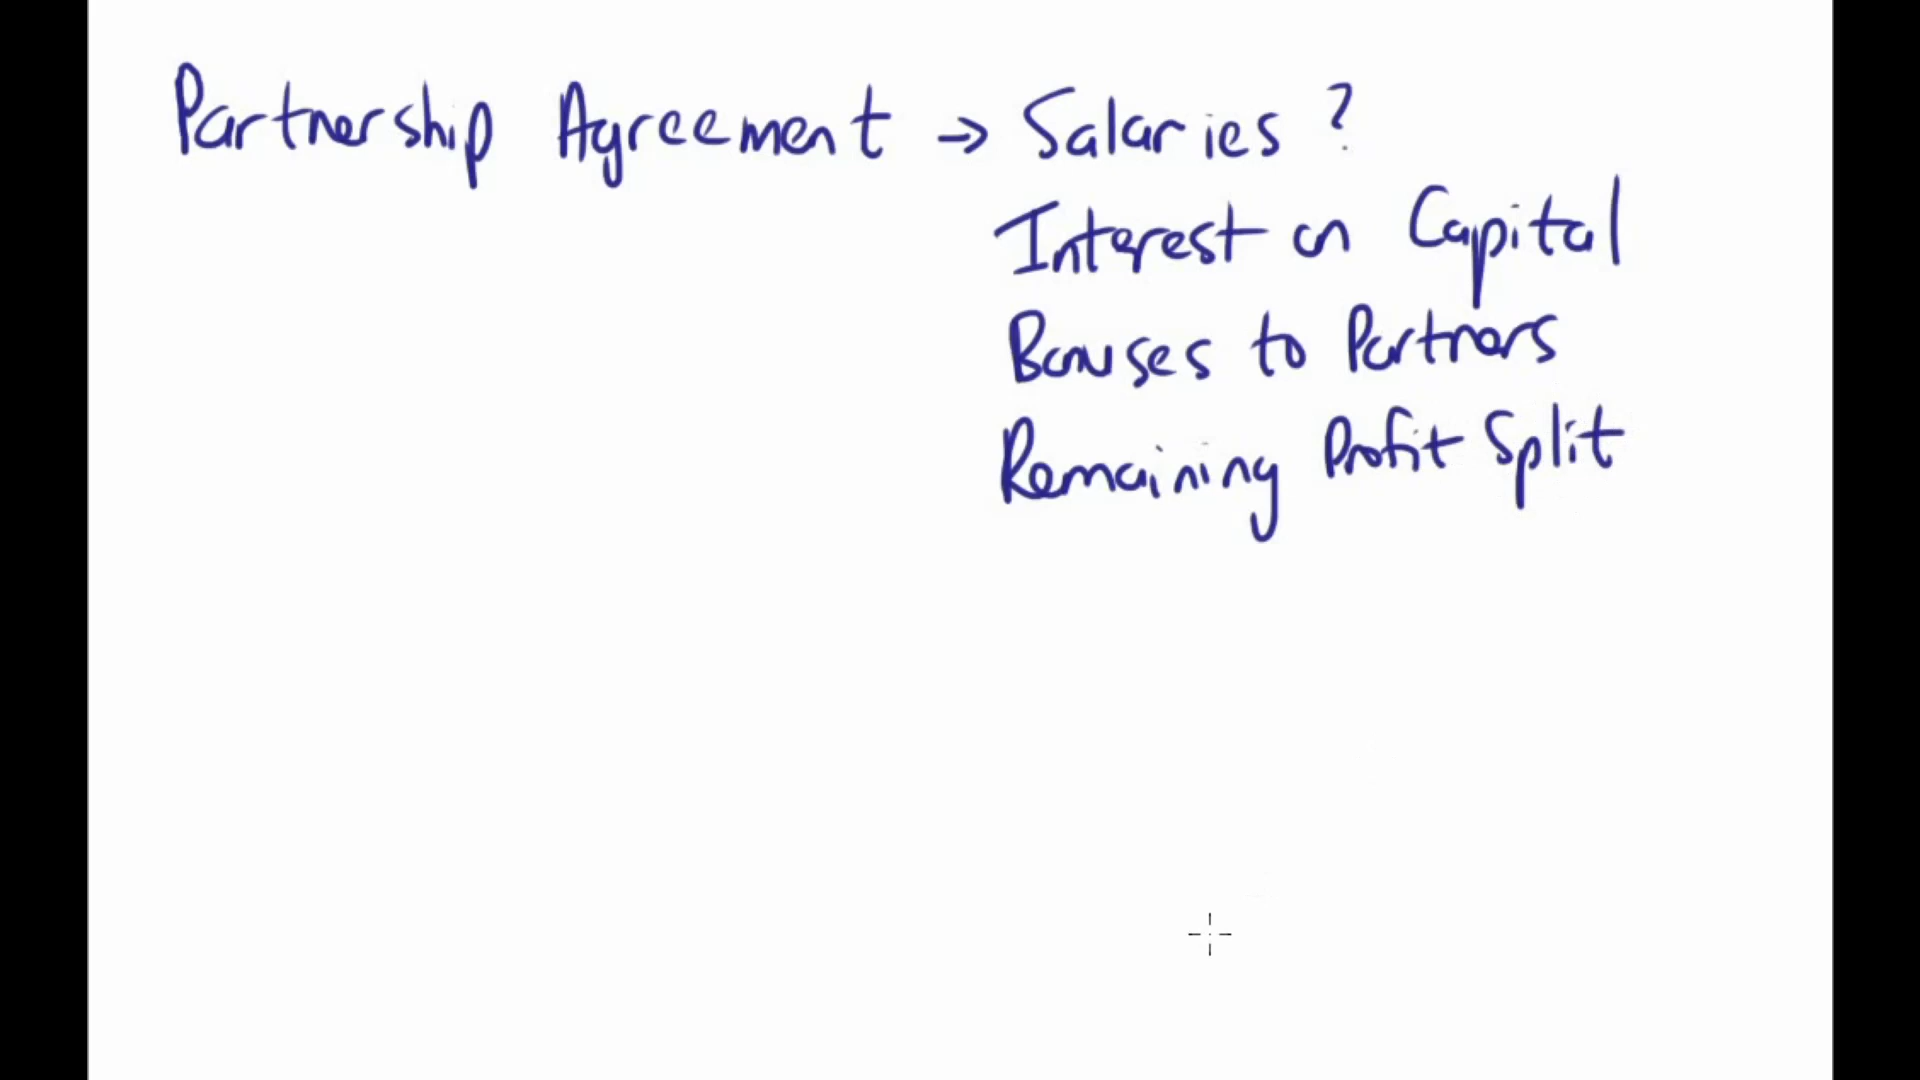 Partnership Agreement → Salaries ?
Interest on Capital
Bonuses to Partners
Remaining Profit Split